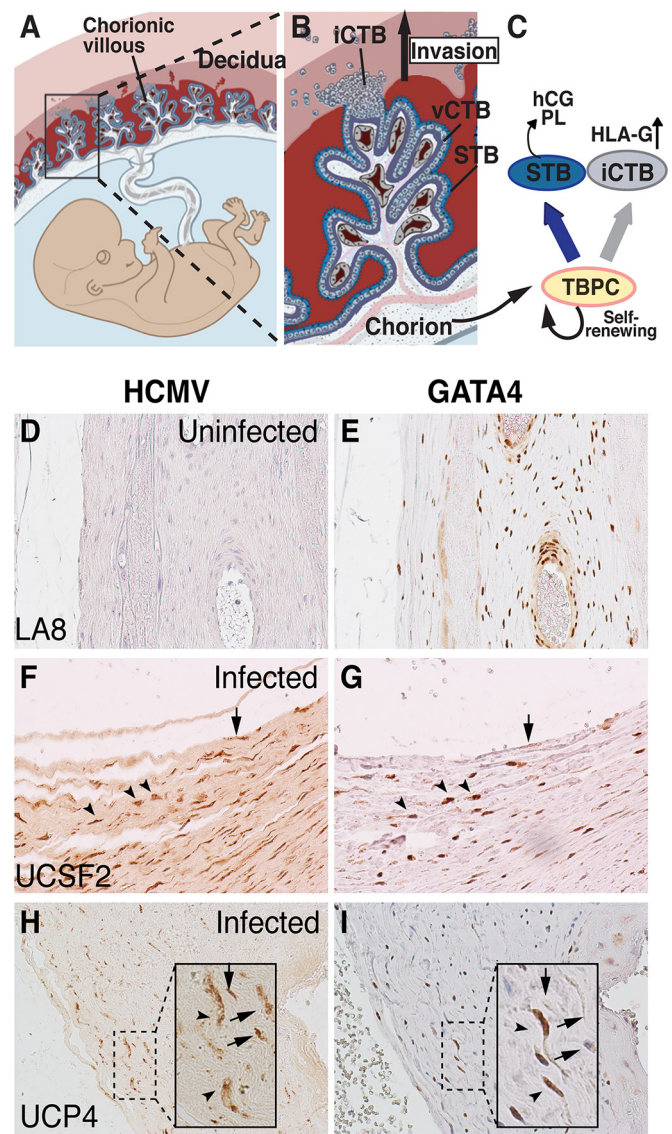 A
Chorionic
villous
Decidua
B
iCTB
Invasion
vCTB
STB
Chorion
C
hCG
PL
HLA-G
STB
iCTB
TBPC
Self-
renewing
HCMV
GATA4
D
Uninfected
LA8
E
F
Infected
UCSF2
G
H
Infected
UCP4
I